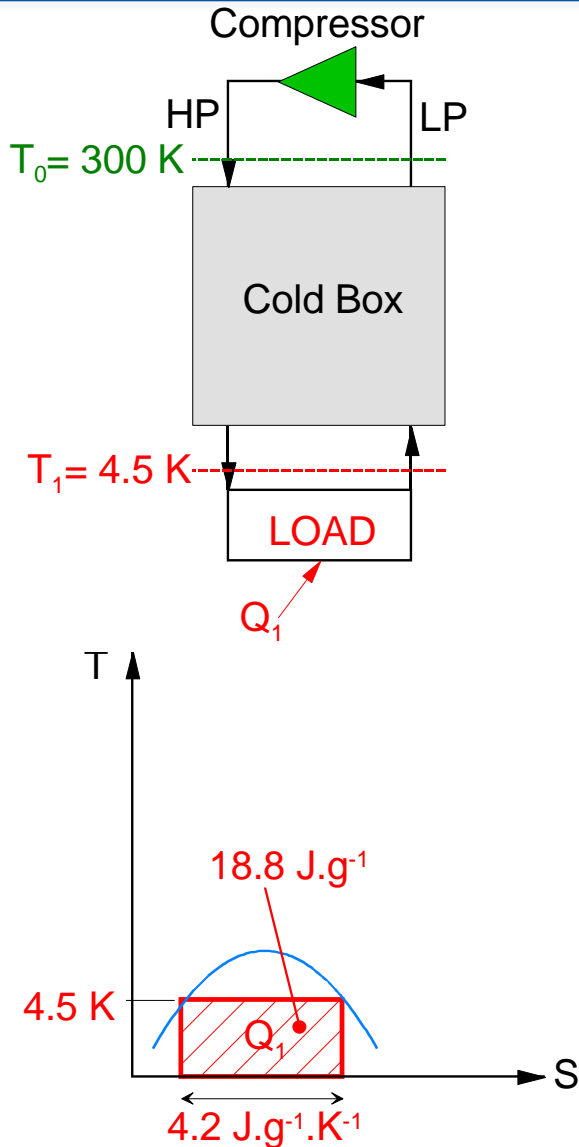 Compressor
HP
LP
T₀= 300 K
Cold Box
T₁= 4.5 K
LOAD
Q₁
T
18.8 J.g⁻¹
4.5 K
Q₁
S
4.2 J.g⁻¹.K⁻¹